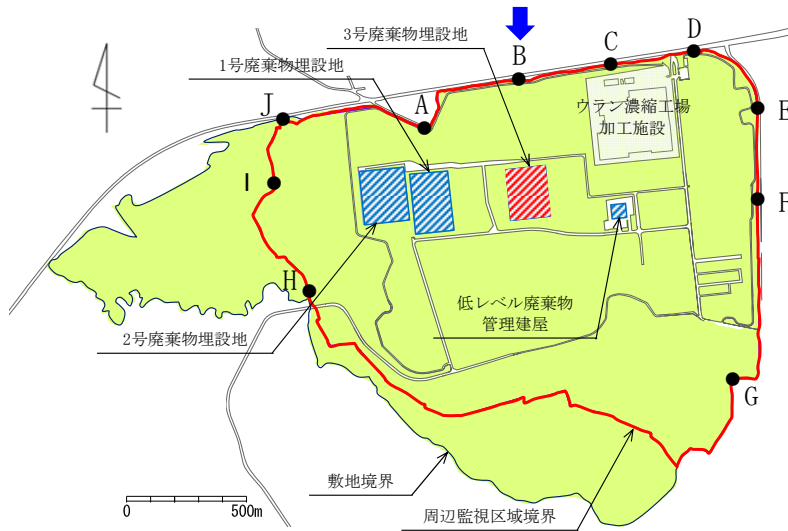 3号廃棄物埋設地
1号廃棄物埋設地
B
C
D
A
J
ウラン濃縮工場
加工施設
E
I
F
H
低レベル廃棄物
管理建屋
2号廃棄物埋設地
G
敷地境界
0
500m
周辺監視区域境界